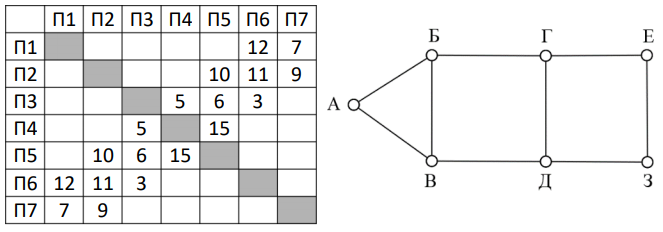 П1 П2 П3 П4 П5 П6 П7
П1 12 7
П2 10 11 9
П3 5 6 3
П4 5 15
П5 10 6 15
П6 12 11 3
П7 7 9
Б Г Е
А
В Д З